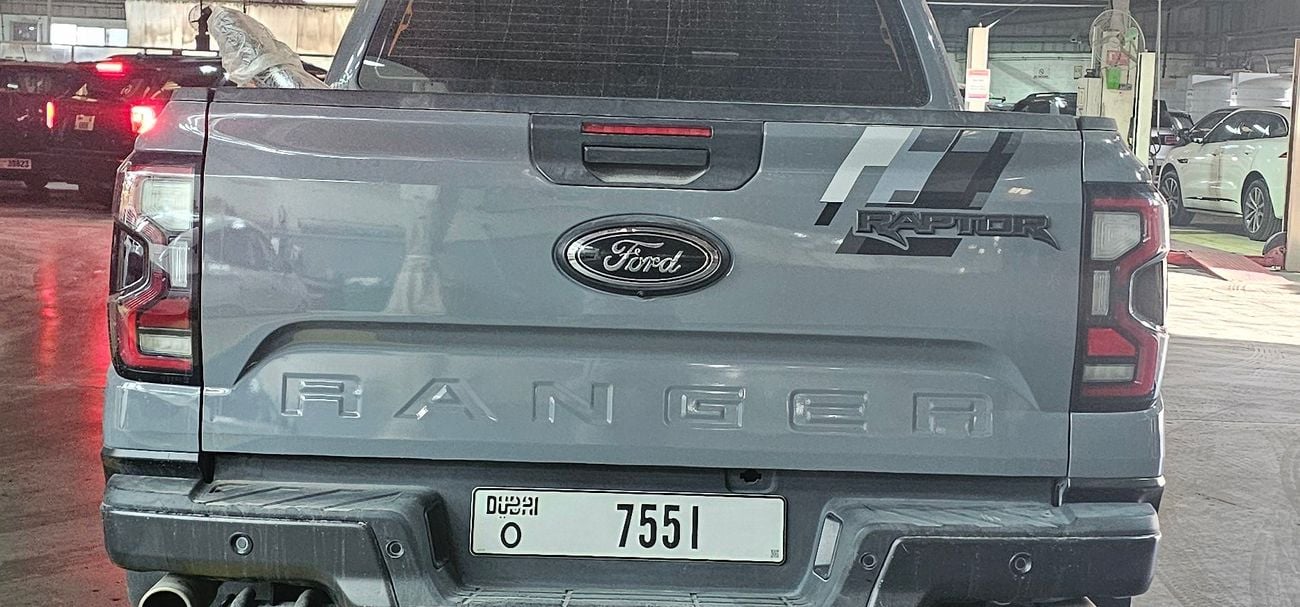 RAPTOR
Ford
RANGER
DUBAI
O 7551